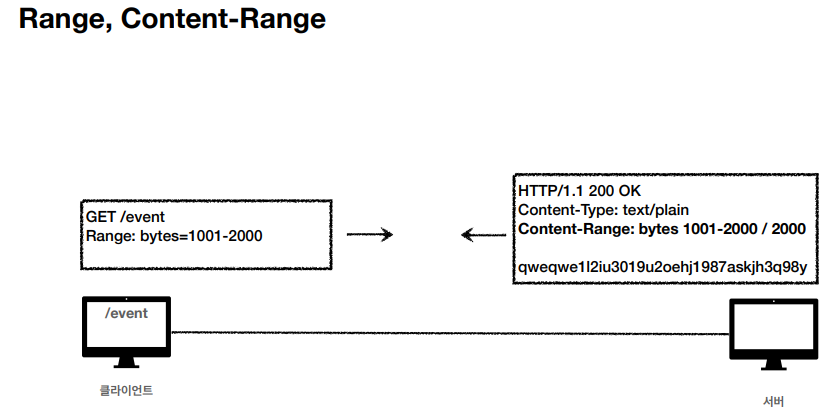 Range, Content-Range
GET /event
Range: bytes=1001-2000
HTTP/1.1 200 OK
Content-Type: text/plain
Content-Range: bytes 1001-2000 / 2000
qweqwe1l2iu3019u2oehj1987askjh3q98y
/event
클라이언트
서버